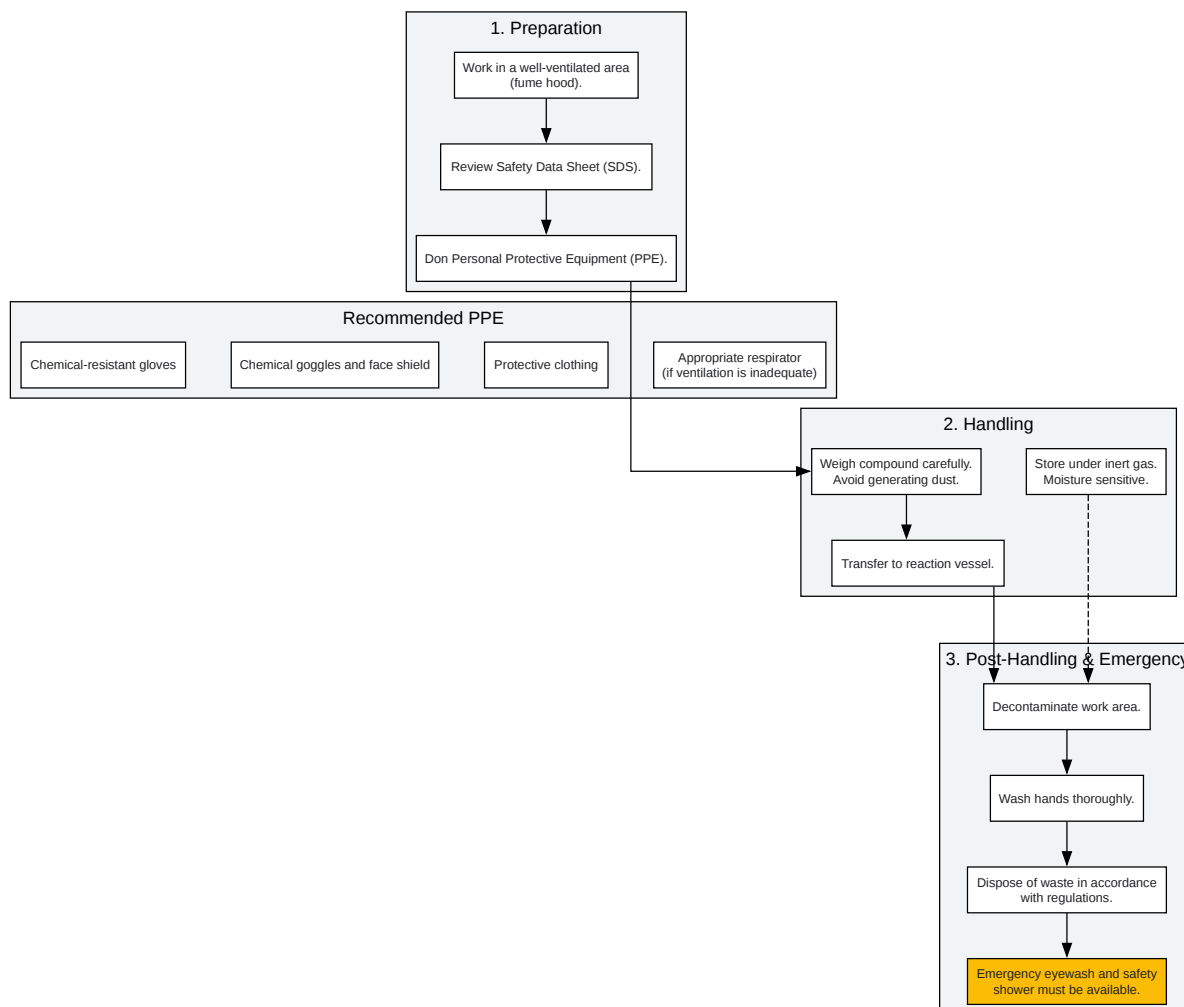 1. Preparation
Work in a well-ventilated area
(fume hood).
Review Safety Data Sheet (SDS).
Don Personal Protective Equipment (PPE).
Recommended PPE
Chemical-resistant gloves
Chemical goggles and face shield
Protective clothing
Appropriate respirator
(if ventilation is inadequate)
2. Handling
Weigh compound carefully.
Avoid generating dust.
Store under inert gas.
Moisture sensitive.
Transfer to reaction vessel.
3. Post-Handling & Emergency
Decontaminate work area.
Wash hands thoroughly.
Dispose of waste in accordance
with regulations.
Emergency eyewash and safety
shower must be available.